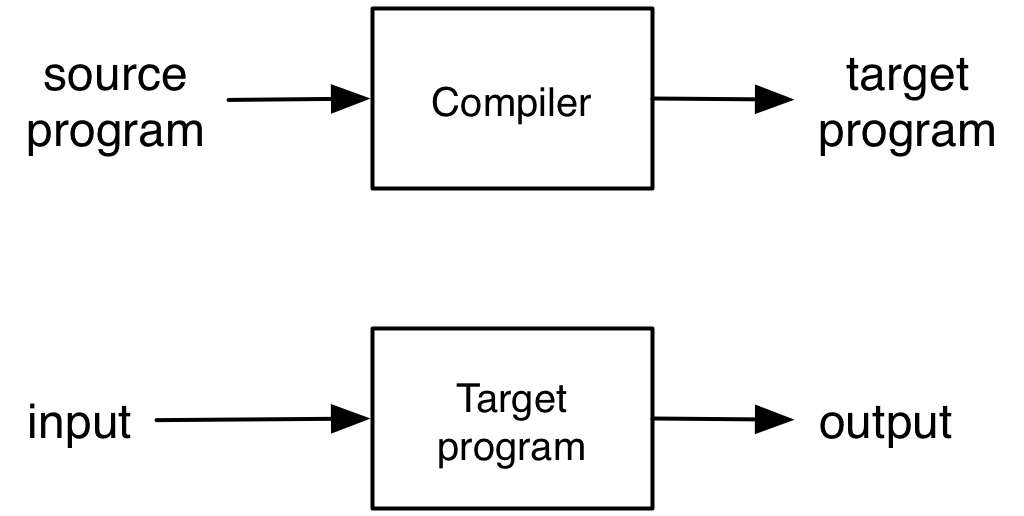 source
program
Compiler
target
program
input
Target
program
output